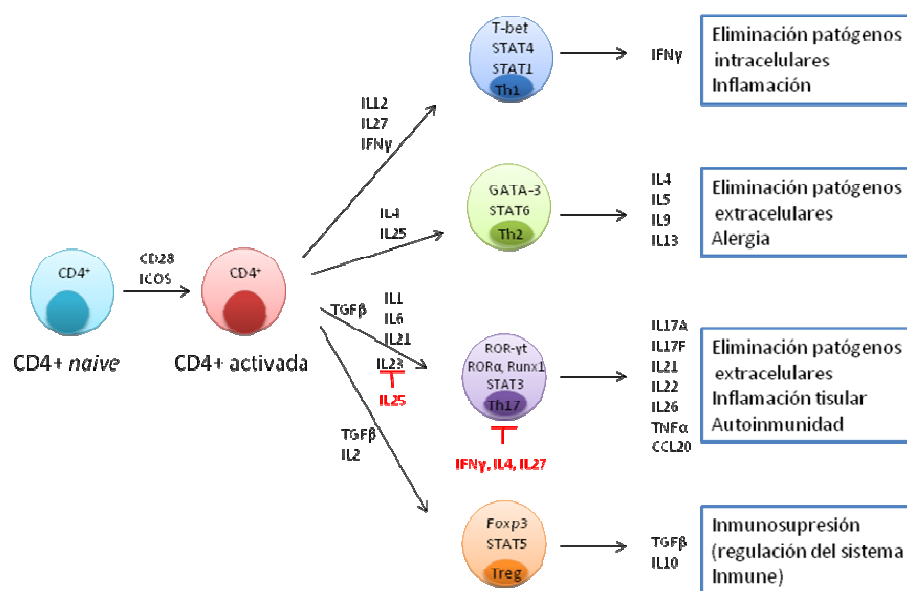 T-bet
STAT4
STAT1
Th1
IFNγ
Eliminación patógenos
intracelulares
Inflamación
IL12
IL27
IFNγ
GATA-3
STAT6
Th2
IL4
IL5
IL9
IL13
Eliminación patógenos
extracelulares
Alergia
IL4
IL25
CD4+
CD28
ICOS
CD4+
CD4+ naive
CD4+ activada
TGFβ
IL1
IL6
IL21
IL23
IL25
ROR-γt
RORα, Runx1
STAT3
Th17
IFNγ, IL4, IL27
IL17A
IL17F
IL21
IL22
IL26
TNFα
CCL20
Eliminación patógenos
extracelulares
Inflamación tisular
Autoinmunidad
TGFβ
IL2
Foxp3
STAT5
Treg
TGFβ
IL10
Inmunosupresión
(regulación del sistema
Inmune)